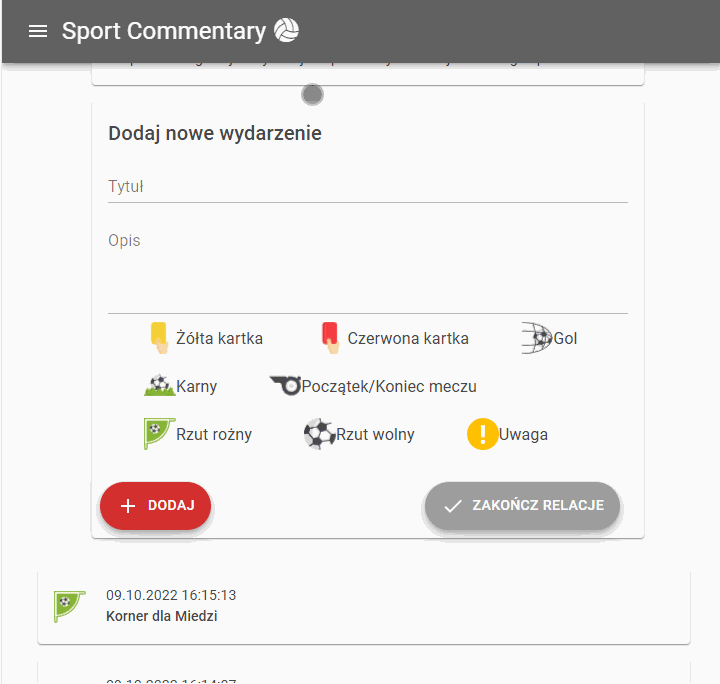 Sport Commentary
Dodaj nowe wydarzenie
Tytuł
Opis
Żółta kartka Czerwona kartka Gol
Karny Początek/Koniec meczu
Rzut rożny Rzut wolny Uwaga
DODAJ ZAKOŃCZ RELACJE
09.10.2022 16:15:13
Korner dla Miedzi